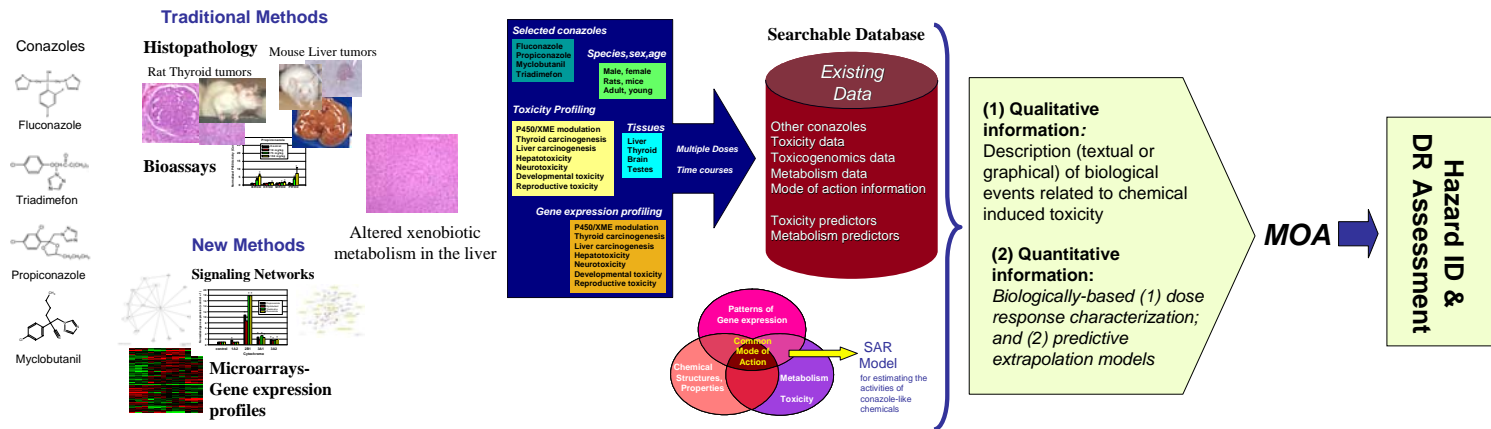 Conazoles
Fluconazole
Triadimefon
Propiconazole
Myclobutanil
Traditional Methods
Histopathology
Mouse Liver tumors
Rat Thyroid tumors
Bioassays
New Methods
Signaling Networks
Microarrays-
Gene expression
profiles
Altered xenobiotic
metabolism in the liver
Selected conazoles
Fluconazole
Propiconazole
Myclobutanil
Triadimefon
Species,sex,age
Male, female
Rats, mice
Adult, young
Toxicity Profiling
P450/XME modulation
Thyroid carcinogenesis
Liver carcinogenesis
Hepatotoxicity
Neurotoxicity
Developmental toxicity
Reproductive toxicity
Tissues
Liver
Thyroid
Brain
Testes
Multiple Doses
Time courses
Gene expression profiling
P450/XME modulation
Thyroid carcinogenesis
Liver carcinogenesis
Hepatotoxicity
Neurotoxicity
Developmental toxicity
Reproductive toxicity
Searchable Database
Existing
Data
Other conazoles
Toxicity data
Toxicogenomics data
Metabolism data
Mode of action information
Toxicity predictors
Metabolism predictors
Patterns of
Gene expression
Common
Mode of
Action
Chemical
Structures,
Properties
Metabolism
Toxicity
SAR
Model
for estimating the
activities of
conazole-like
chemicals
(1) Qualitative
information:
Description (textual or
graphical) of biological
events related to chemical
induced toxicity
(2) Quantitative
information:
Biologically-based (1) dose
response characterization;
and (2) predictive
extrapolation models
MOA
Hazard ID &
DR Assessment